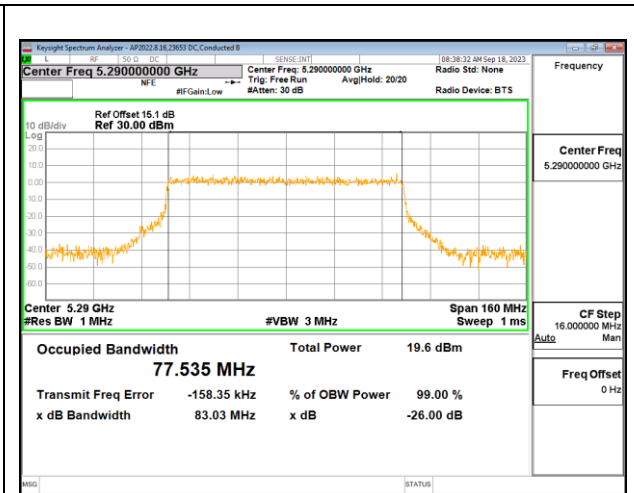 Keysight Spectrum Analyzer - AP2022.8.16,23653 DC,Conducted B
L RF 50 Ω DC SENSE:INT 08:38:32 AM Sep 18, 2023
Center Freq 5.290000000 GHz Center Freq: 5.290000000 GHz Radio Std: None Frequency
NFE Trig: Free Run Avg|Hold: 20/20
#IFGain:Low #Atten: 30 dB Radio Device: BTS
Ref Offset 15.1 dB
10 dB/div Ref 30.00 dBm
Log
20.0
10.0
0.00
-10.0
-20.0
-30.0
-40.0
-50.0
-60.0
Center Freq
5.290000000 GHz
Center 5.29 GHz Span 160 MHz
#Res BW 1 MHz #VBW 3 MHz Sweep 1 ms
CF Step
16.000000 MHz
Auto Man
Occupied Bandwidth Total Power 19.6 dBm
77.535 MHz
Freq Offset
0 Hz
Transmit Freq Error -158.35 kHz % of OBW Power 99.00 %
x dB Bandwidth 83.03 MHz x dB -26.00 dB
MSG STATUS